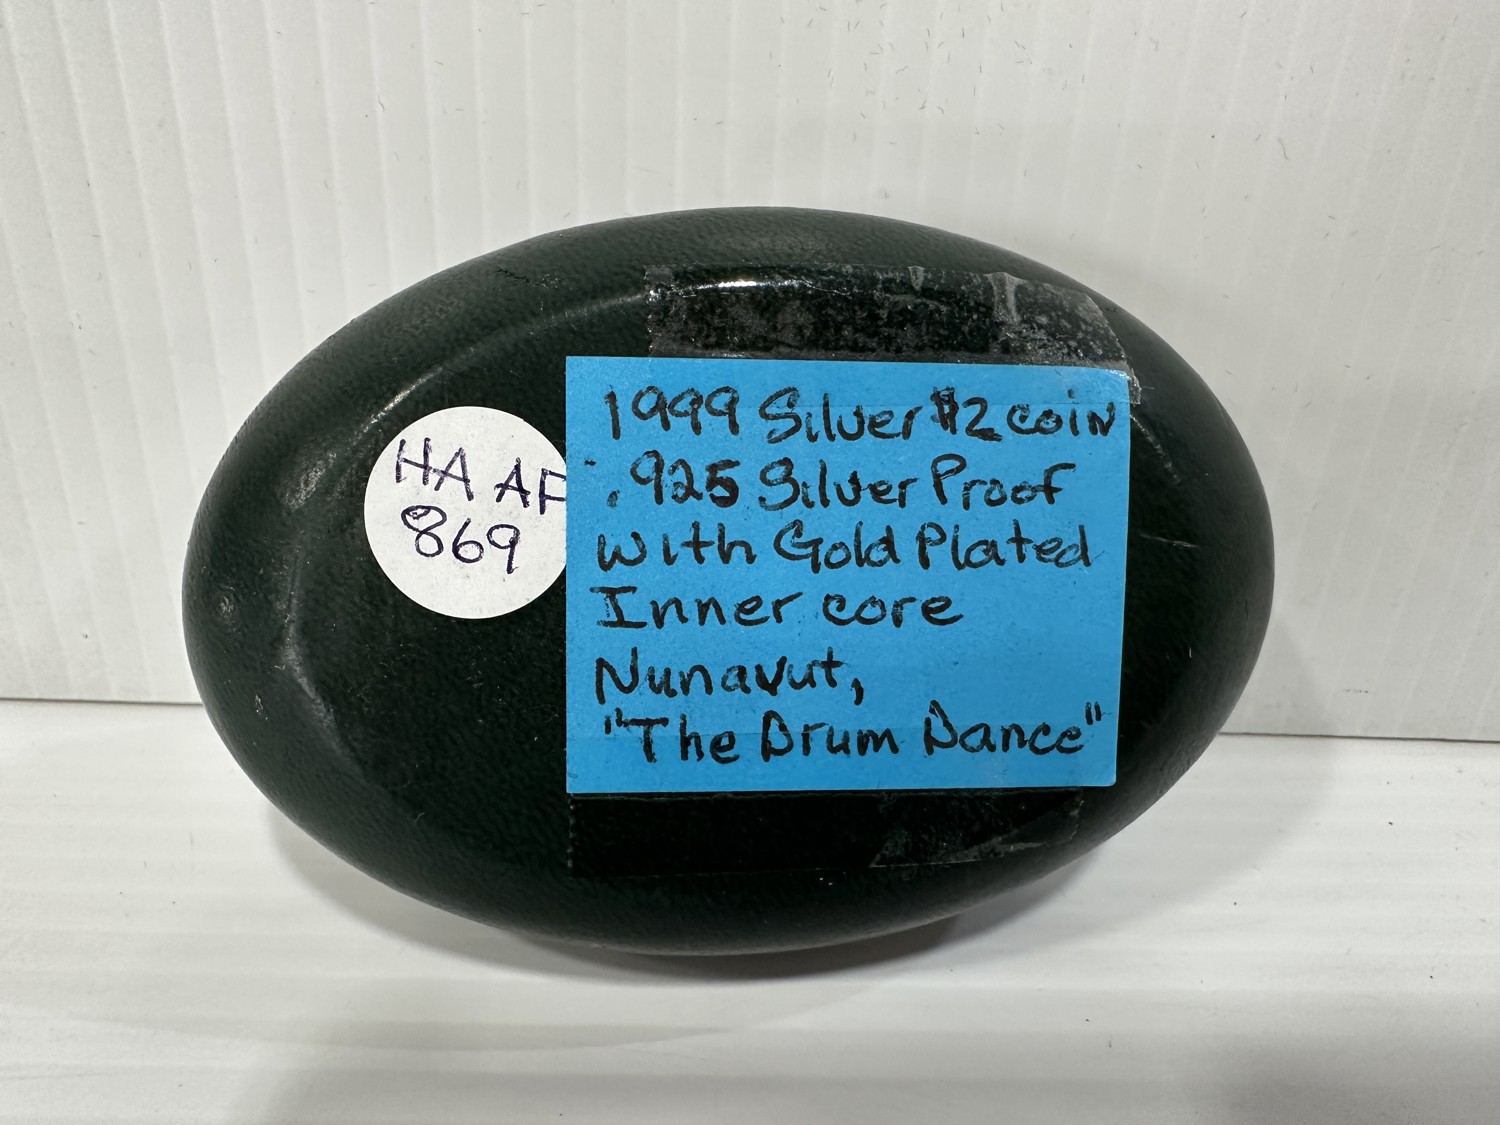 HA AF
869
1999 Silver $2 coin
.925 Silver Proof
with Gold Plated
Inner core
Nunavut,
"The Drum Dance"